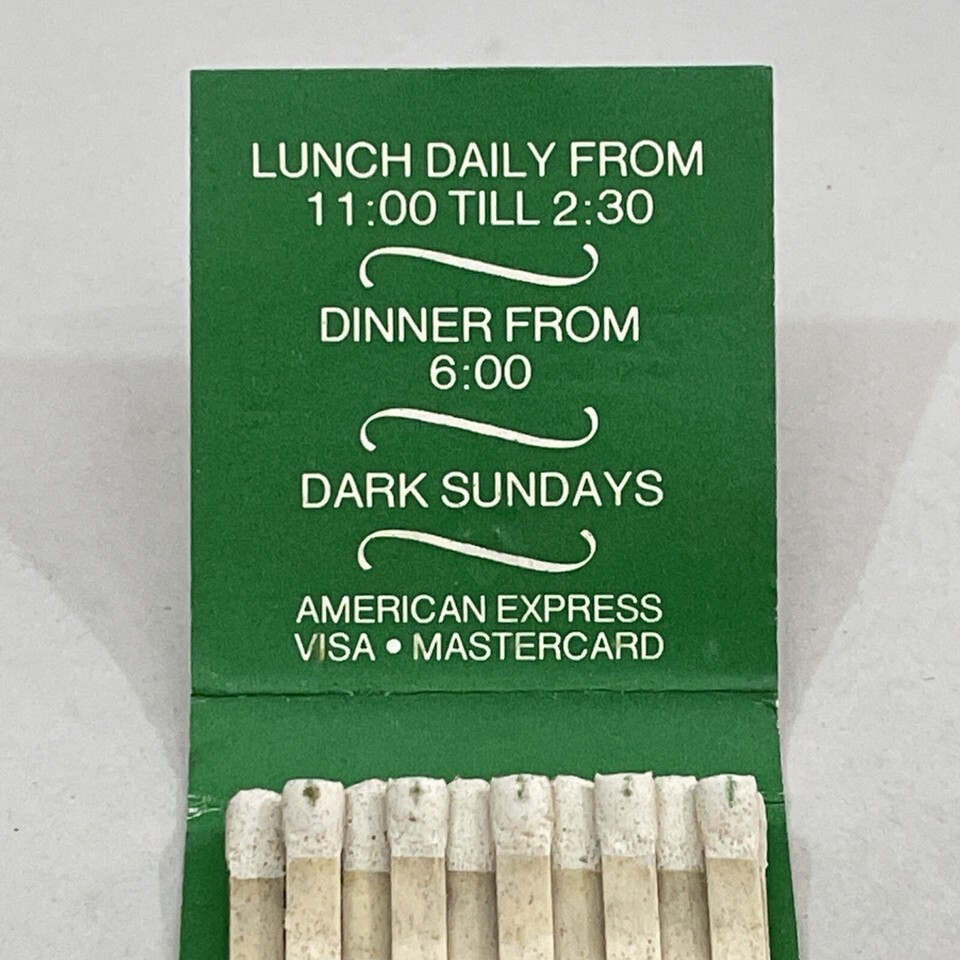 LUNCH DAILY FROM
11:00 TILL 2:30
DINNER FROM
6:00
DARK SUNDAYS
AMERICAN EXPRESS
VISA • MASTERCARD